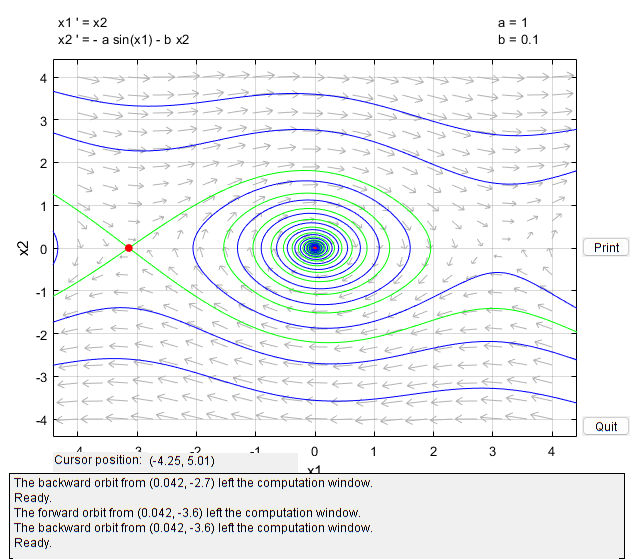 x1 ' = x2
a = 1
x2 ' = - a sin(x1) - b x2
b = 0.1
4
3
2
1
0
-1
-2
-3
-4
x2
-4
-3
-2
-1
0
1
2
3
4
x1
Print
Quit
Cursor position: (-4.25, 5.01)
The backward orbit from (0.042, -2.7) left the computation window.
Ready.
The forward orbit from (0.042, -3.6) left the computation window.
The backward orbit from (0.042, -3.6) left the computation window.
Ready.